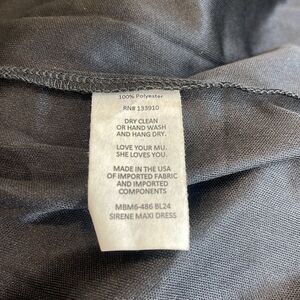 100% Polyester
RN# 133910
DRY CLEAN
OR HAND WASH
AND HANG DRY.
LOVE YOUR MU.
SHE LOVES YOU.
MADE IN THE USA
OF IMPORTED FABRIC
AND IMPORTED
COMPONENTS
MBM6-486 BL24
SIRENE MAXI DRESS